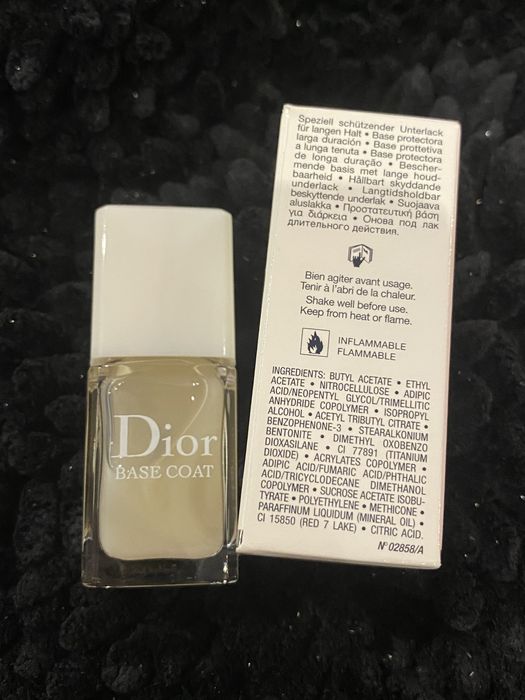 Dior
BASE COAT
Speziell schützender Unterlack
für langen Halt • Base protectora
larga duración • Base protettiva
a lunga tenuta • Base protectora
de longa duração • Bescher-
mende basis met lange houd-
baarheid • Hållbart skyddande
underlack • Langtidsholdbar
beskyttende underlak • Suojaava
aluslakka • Προστατευτική βάση
για διάρκεια • Основа под лак
длительного действия.
Bien agiter avant usage.
Tenir à l'abri de la chaleur.
Shake well before use.
Keep from heat or flame.
INFLAMMABLE
FLAMMABLE
INGREDIENTS: BUTYL ACETATE • ETHYL
ACETATE • NITROCELLULOSE • ADIPIC
ACID/NEOPENTYL GLYCOL/TRIMELLITIC
ANHYDRIDE COPOLYMER • ISOPROPYL
ALCOHOL • ACETYL TRIBUTYL CITRATE •
BENZOPHENONE-3 • STEARALKONIUM
BENTONITE • DIMETHYL OXOBENZO
DIOXASILANE • CI 77891 (TITANIUM
DIOXIDE) • ACRYLATES COPOLYMER •
ADIPIC ACID/FUMARIC ACID/PHTHALIC
ACID/TRICYCLODECANE DIMETHANOL
COPOLYMER • SUCROSE ACETATE ISOBU-
TYRATE • POLYETHYLENE • METHICONE •
PARAFFINUM LIQUIDUM (MINERAL OIL) •
CI 15850 (RED 7 LAKE) • CITRIC ACID.
N° 02858/A